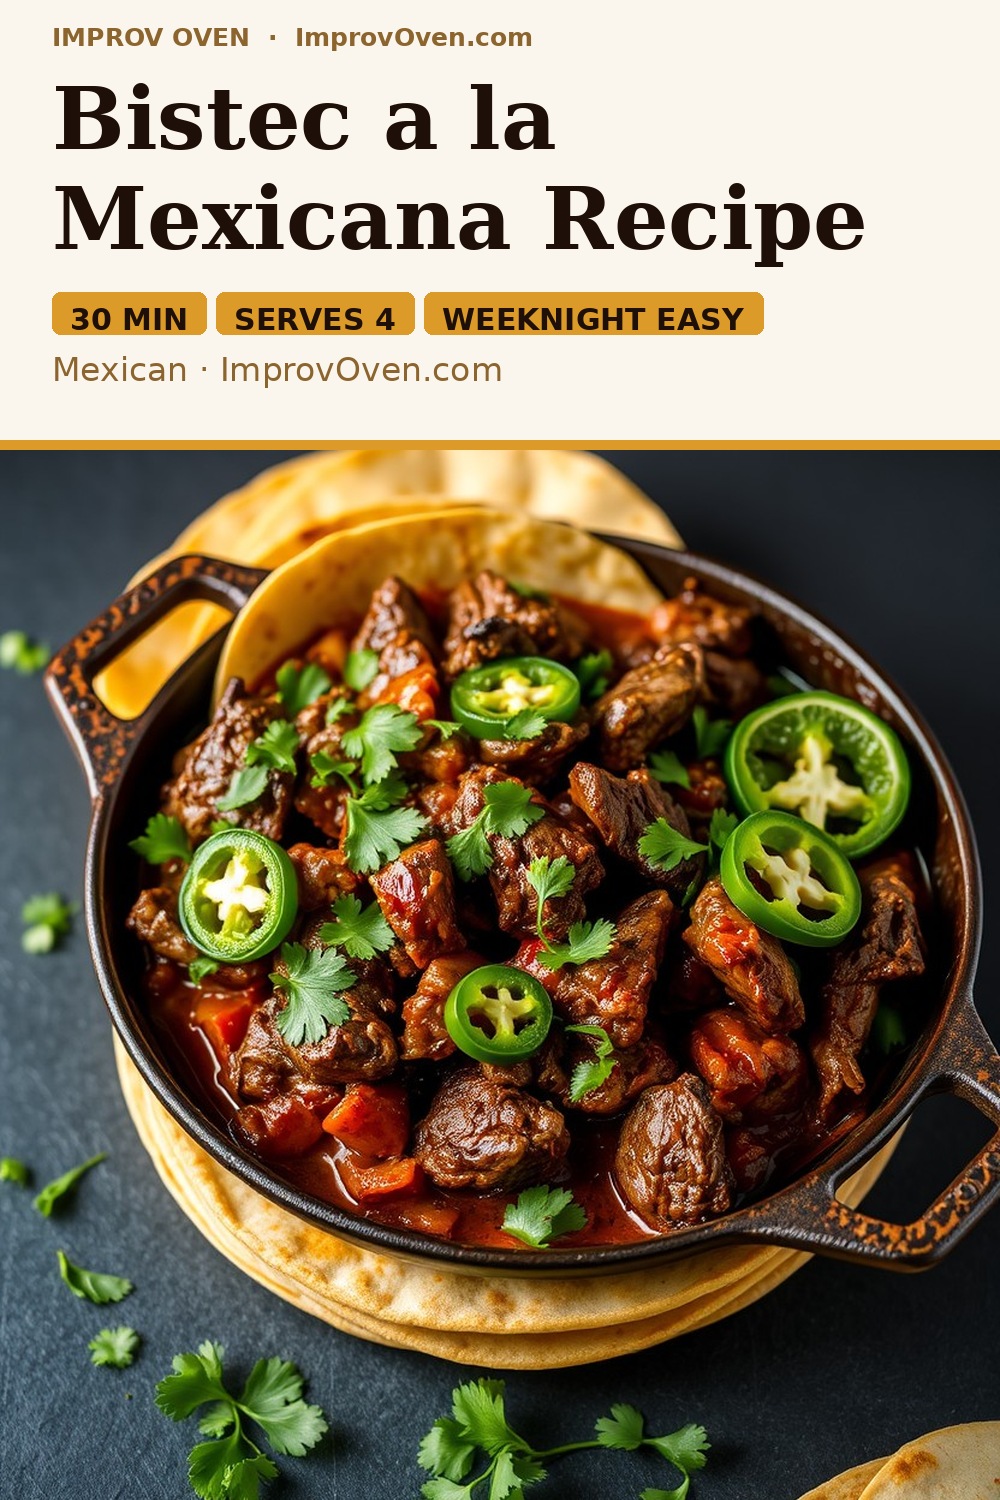 IMPROV OVEN · ImprovOven.com
Bistec a la
Mexicana Recipe
30 MIN SERVES 4 WEEKNIGHT EASY
Mexican · ImprovOven.com